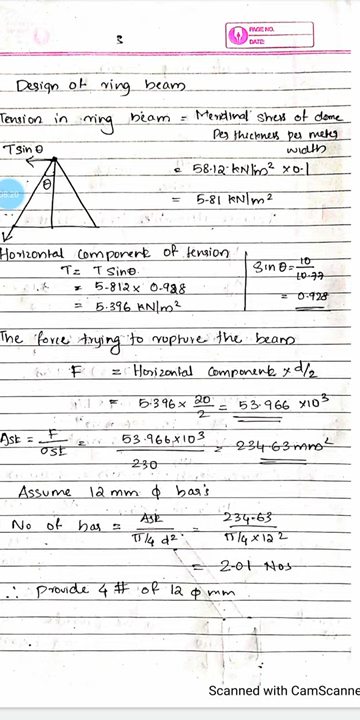 PAGE NO.
DATE:
3
Design of ring beam
Tension in ring beam = Meridinal stress of dome
Per thickness per meter
width
T sin θ
θ
= 58.12 KN/m² × 0.1
= 5.81 KN/m²
Horizontal component of tension
T = T Sinθ.
= 5.812 × 0.928
= 5.396 KN/m²
Sin θ = 10/10.77
= 0.928
The force trying to rupture the beam
F = Horizontal Component × d/2
= 5.396 × 20/2 = 53.966 × 10³
Ast = F/σst = 53.966×10³/230 = 234.63 mm²
Assume 12 mm ϕ bar's
No of bar = Ast/π/4 d² = 234.63/π/4 × 12²
= 2.01 Nos
∴ Provide 4 # of 12 ϕ mm
Scanned with CamScanne